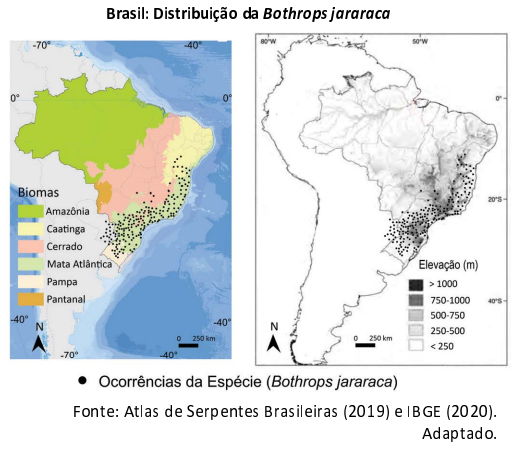 Brasil: Distribuição da Bothrops jararaca
-70°
-40°
0°
0°
Biomas
Amazônia
Caatinga
Cerrado
Mata Atlântica
Pampa
Pantanal
-40°
-40°
N
0 250 km
-70°
-40°
80°W
50°W
0°
20°S
40°S
Elevação (m)
> 1000
750-1000
500-750
250-500
< 250
N
0 250 km
Ocorrências da Espécie (Bothrops jararaca)
Fonte: Atlas de Serpentes Brasileiras (2019) e IBGE (2020).
Adaptado.